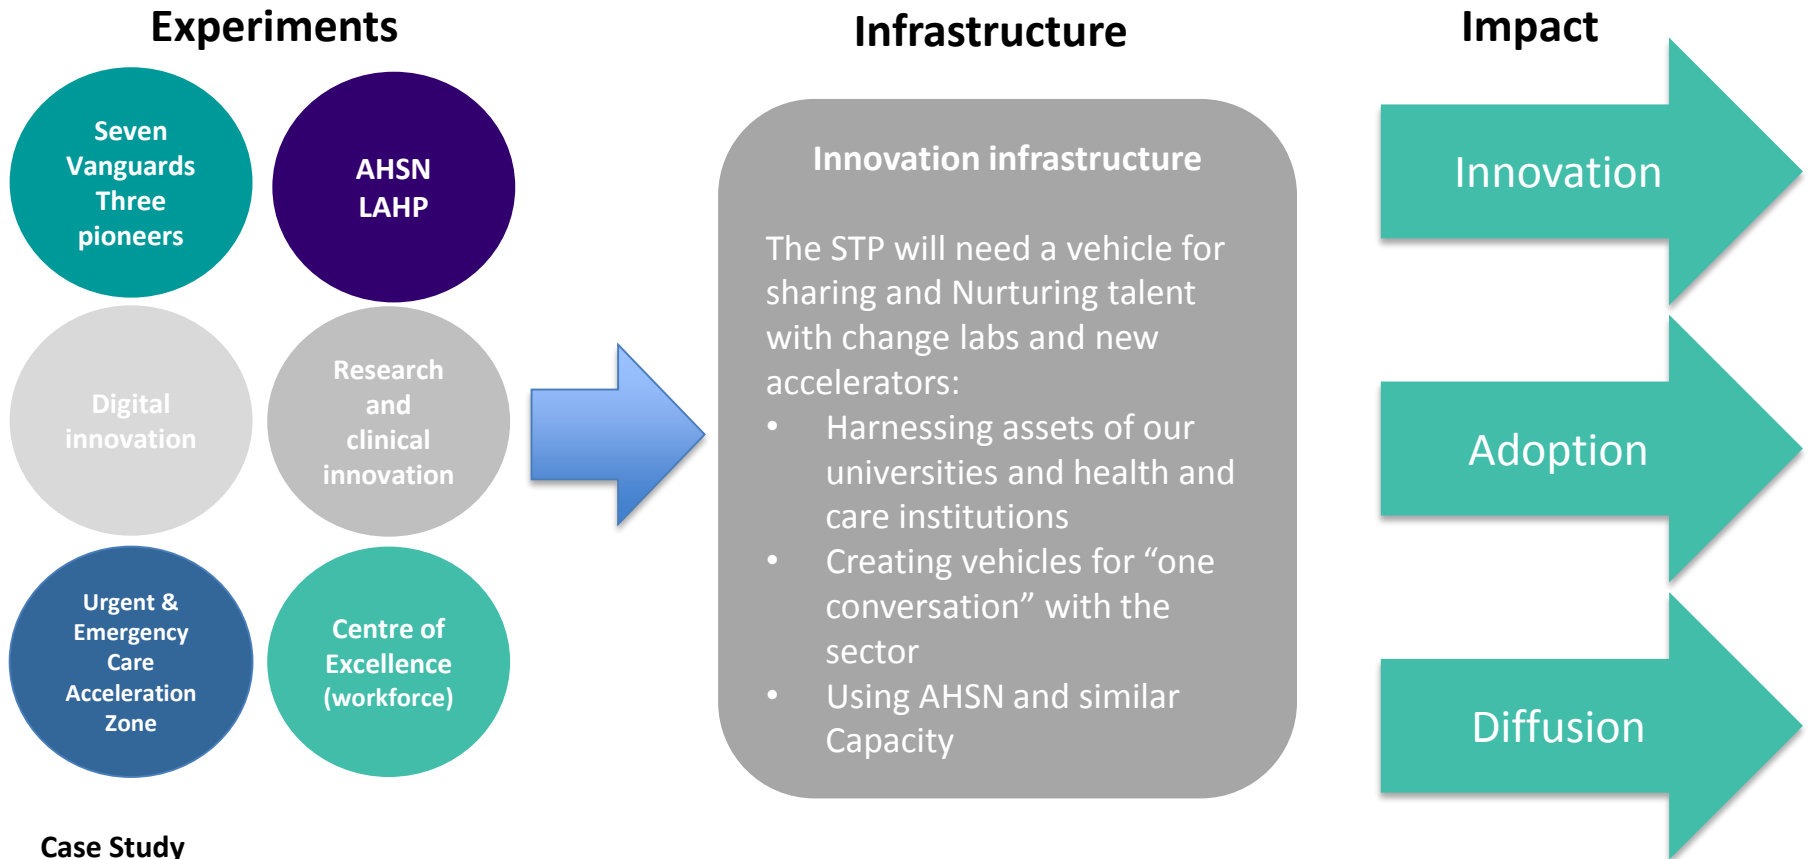 Experiments
Seven
Vanguards
Three
pioneers
AHSN
LAHP
Digital
innovation
Research
and
clinical
innovation
Urgent &
Emergency
Care
Acceleration
Zone
Centre of
Excellence
(workforce)
Infrastructure
Innovation infrastructure
The STP will need a vehicle for
sharing and Nurturing talent
with change labs and new
accelerators:
• Harnessing assets of our
universities and health and
care institutions
• Creating vehicles for “one
conversation” with the
sector
• Using AHSN and similar
Capacity
Impact
Innovation
Adoption
Diffusion
Case Study